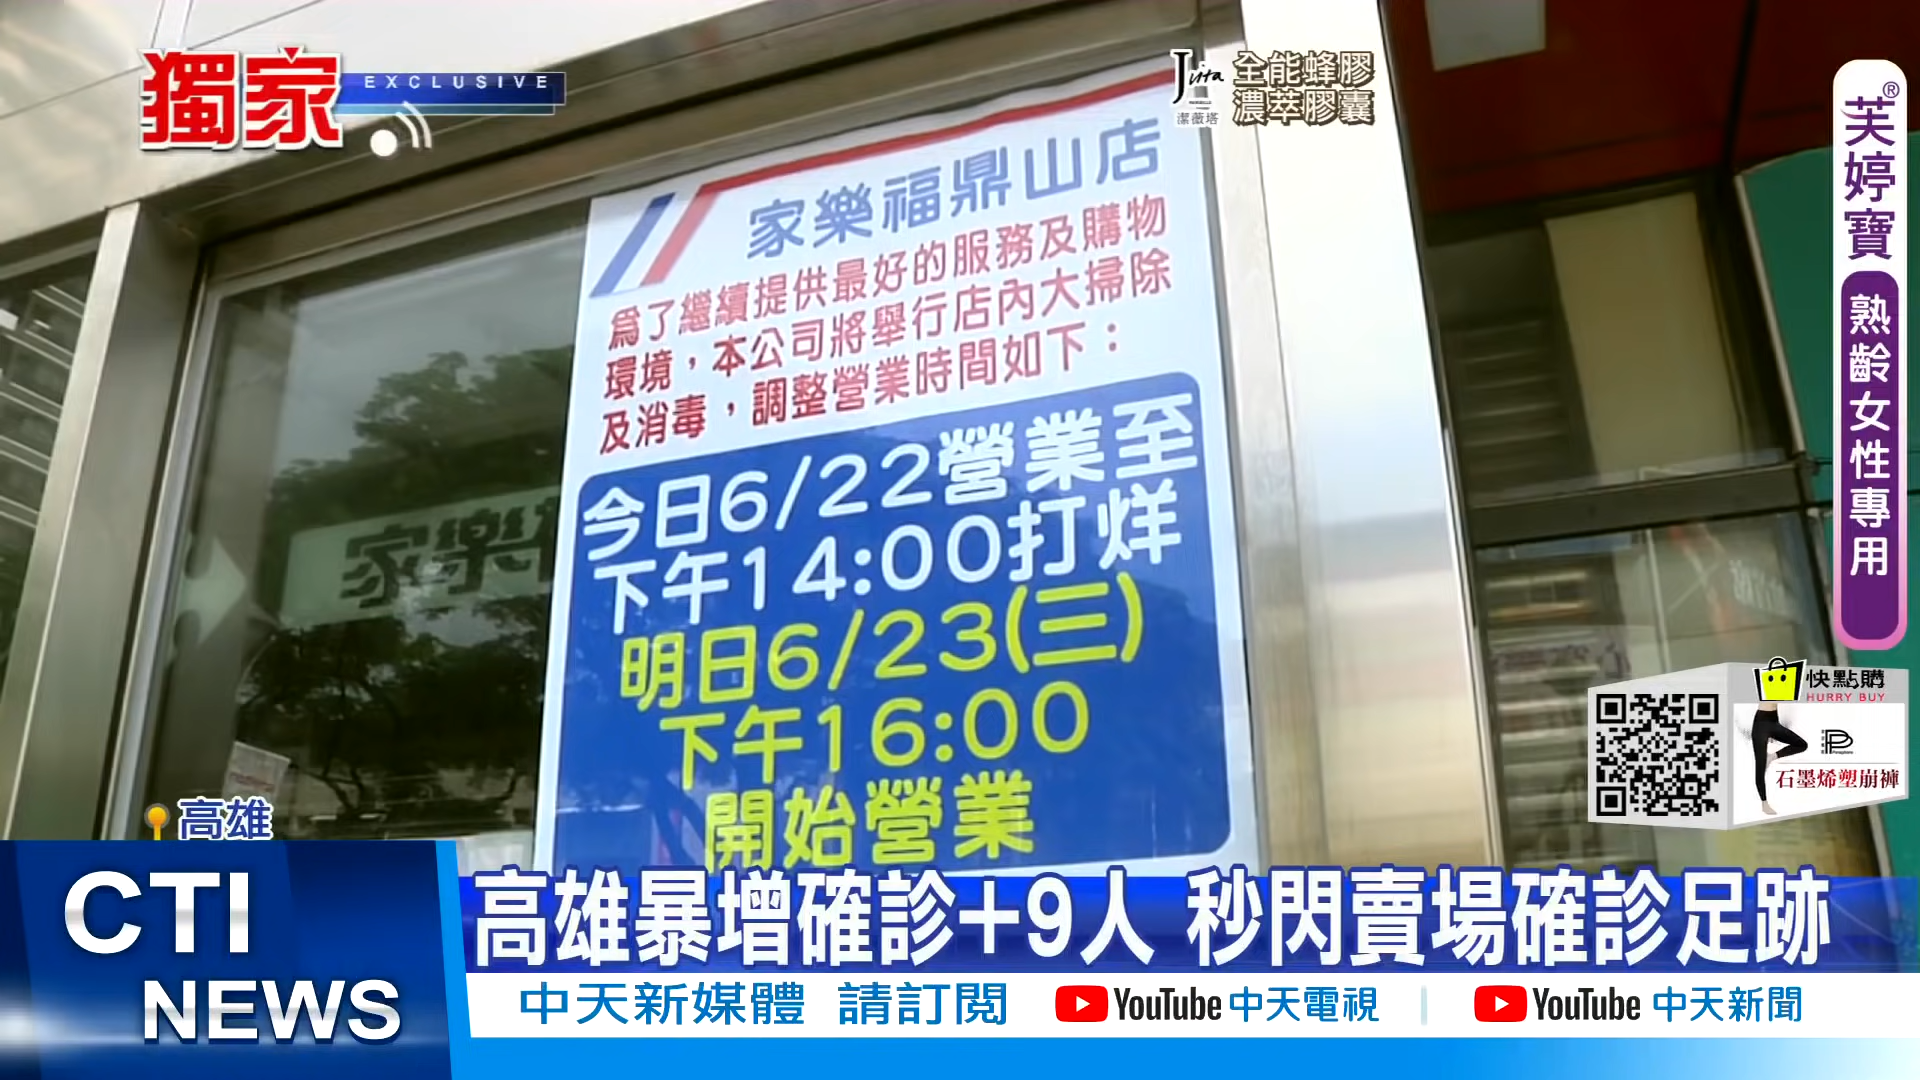 獨家
EXCLUSIVE
Jvita
潔薇塔
全能蜂膠
濃萃膠囊
芙婷寶®
熟齡女性專用
家樂福鼎山店
為了繼續提供最好的服務及購物
環境，本公司將舉行店內大掃除
及消毒，調整營業時間如下：
今日6/22營業至
下午14:00打烊
明日6/23(三)
下午16:00
開始營業
家樂
快點購
HURRY BUY
石墨烯塑崩褲
高雄
CTI
NEWS
高雄暴增確診+9人 秒閃賣場確診足跡
中天新媒體 請訂閱 YouTube 中天電視 | YouTube 中天新聞